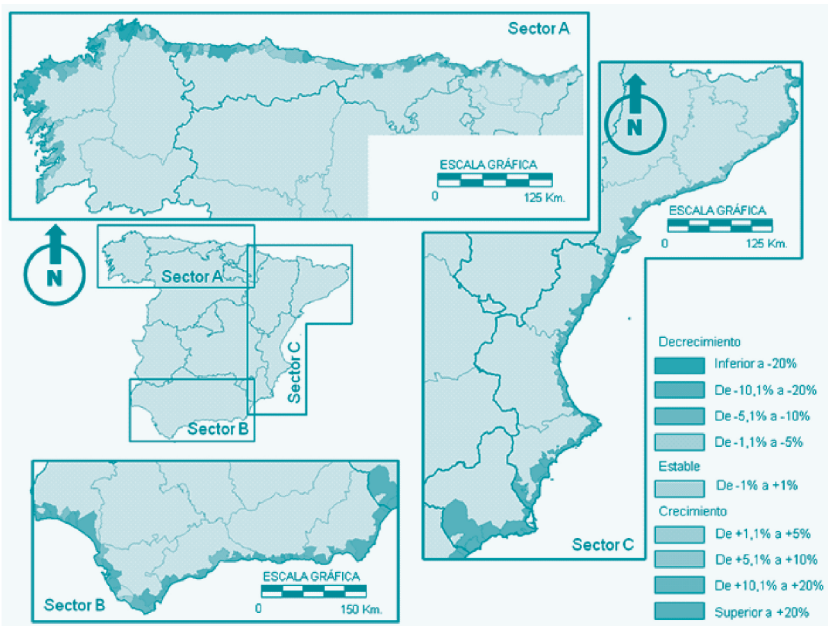 Sector A
ESCALA GRÁFICA
0 125 Km.
N
ESCALA GRÁFICA
0 125 Km.
N
Sector A
Sector C
Sector B
Decrecimiento
Inferior a -20%
De -10,1% a -20%
De -5,1% a -10%
De -1,1% a -5%
Estable
De -1% a +1%
Crecimiento
De +1,1% a +5%
De +5,1% a +10%
De +10,1% a +20%
Superior a +20%
Sector C
ESCALA GRÁFICA
0 150 Km.
Sector B